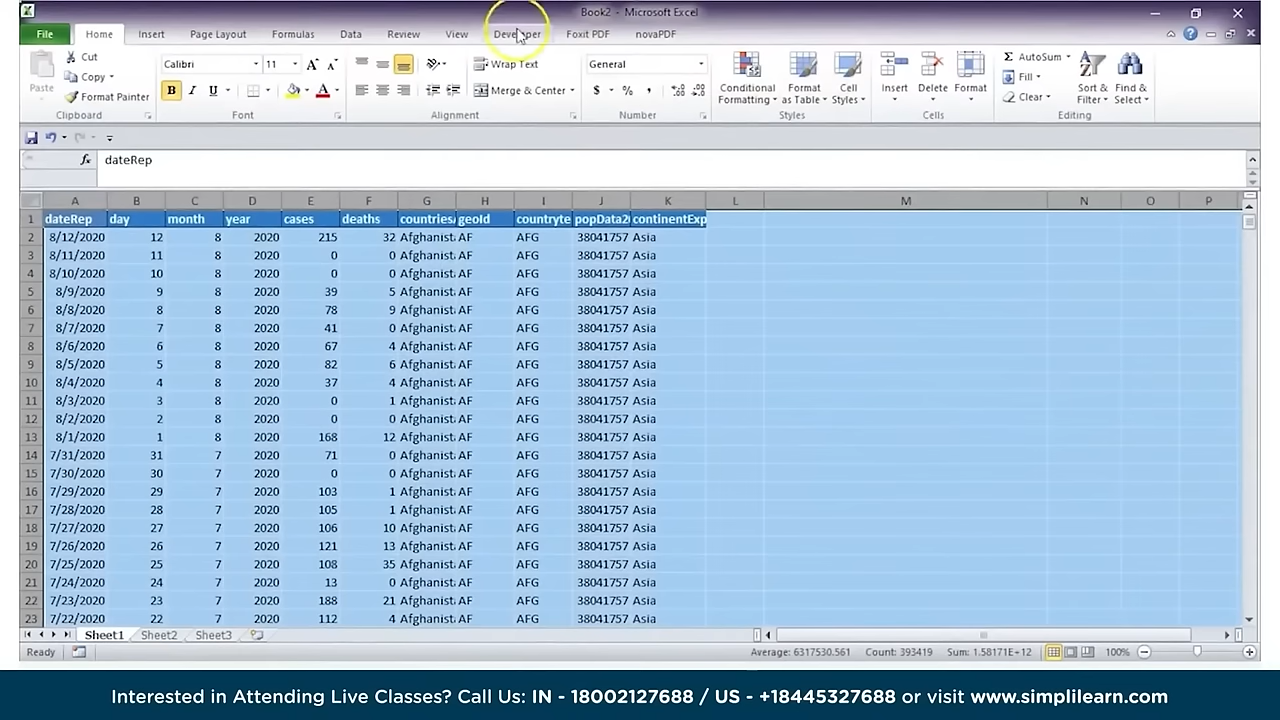 Book2 - Microsoft Excel
File Home Insert Page Layout Formulas Data Review View Developer Foxit PDF novaPDF
Paste Cut Copy Format Painter Clipboard
Calibri 11 B I U A Font
Wrap Text Merge & Center Alignment
General $ % , Number
Conditional Formatting Format as Table Cell Styles Styles
Insert Delete Format Cells
AutoSum Fill Clear Sort & Filter Find & Select Editing
fx dateRep
A B C D E F G H I J K L M N O P
1 dateRep day month year cases deaths countries geoId countryte popData2 continentExp
2 8/12/2020 12 8 2020 215 32 Afghanist AF AFG 38041757 Asia
3 8/11/2020 11 8 2020 0 0 Afghanist AF AFG 38041757 Asia
4 8/10/2020 10 8 2020 0 0 Afghanist AF AFG 38041757 Asia
5 8/9/2020 9 8 2020 39 5 Afghanist AF AFG 38041757 Asia
6 8/8/2020 8 8 2020 78 9 Afghanist AF AFG 38041757 Asia
7 8/7/2020 7 8 2020 41 0 Afghanist AF AFG 38041757 Asia
8 8/6/2020 6 8 2020 67 4 Afghanist AF AFG 38041757 Asia
9 8/5/2020 5 8 2020 82 6 Afghanist AF AFG 38041757 Asia
10 8/4/2020 4 8 2020 37 4 Afghanist AF AFG 38041757 Asia
11 8/3/2020 3 8 2020 0 1 Afghanist AF AFG 38041757 Asia
12 8/2/2020 2 8 2020 0 0 Afghanist AF AFG 38041757 Asia
13 8/1/2020 1 8 2020 168 12 Afghanist AF AFG 38041757 Asia
14 7/31/2020 31 7 2020 71 0 Afghanist AF AFG 38041757 Asia
15 7/30/2020 30 7 2020 0 0 Afghanist AF AFG 38041757 Asia
16 7/29/2020 29 7 2020 103 1 Afghanist AF AFG 38041757 Asia
17 7/28/2020 28 7 2020 105 1 Afghanist AF AFG 38041757 Asia
18 7/27/2020 27 7 2020 106 10 Afghanist AF AFG 38041757 Asia
19 7/26/2020 26 7 2020 121 13 Afghanist AF AFG 38041757 Asia
20 7/25/2020 25 7 2020 108 35 Afghanist AF AFG 38041757 Asia
21 7/24/2020 24 7 2020 13 0 Afghanist AF AFG 38041757 Asia
22 7/23/2020 23 7 2020 188 21 Afghanist AF AFG 38041757 Asia
23 7/22/2020 22 7 2020 112 4 Afghanist AF AFG 38041757 Asia
Sheet1 Sheet2 Sheet3
Ready Average: 6317530.561 Count: 393419 Sum: 1.58171E+12 100%
Interested in Attending Live Classes? Call Us: IN - 18002127688 / US - +18445327688 or visit www.simplilearn.com